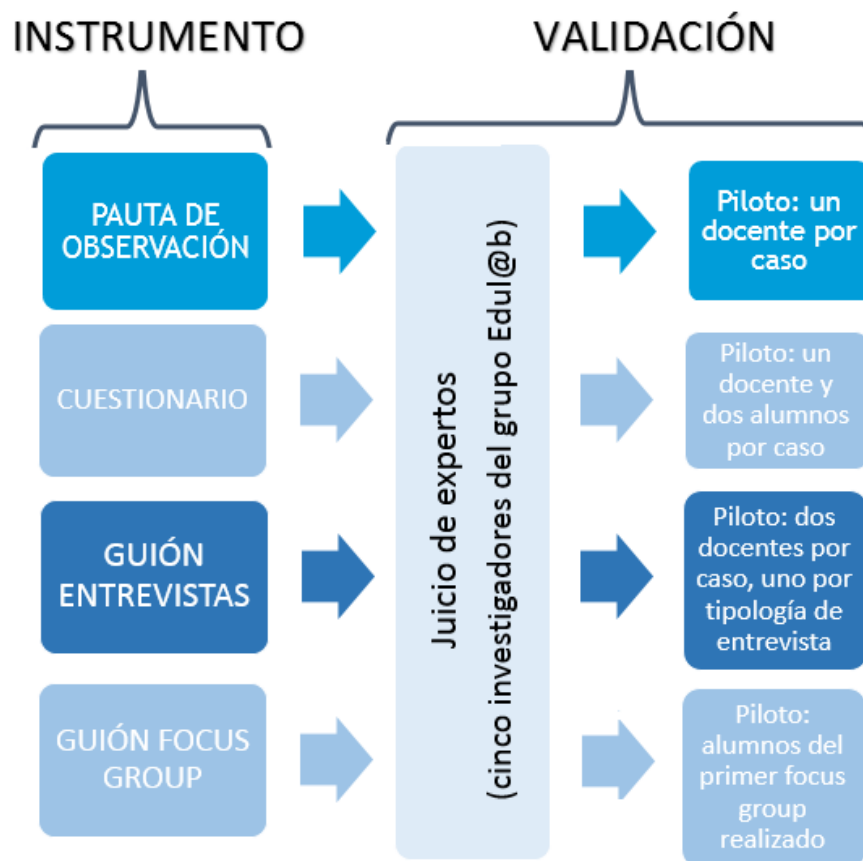 INSTRUMENTO
VALIDACIÓN
PAUTA DE
OBSERVACIÓN
CUESTIONARIO
GUIÓN
ENTREVISTAS
GUIÓN FOCUS
GROUP
Juicio de expertos
(cinco investigadores del grupo Edul@b)
Piloto: un
docente por
caso
Piloto: un
docente y
dos alumnos
por caso
Piloto: dos
docentes por
caso, uno por
tipología de
entrevista
Piloto:
alumnos del
primer focus
group
realizado